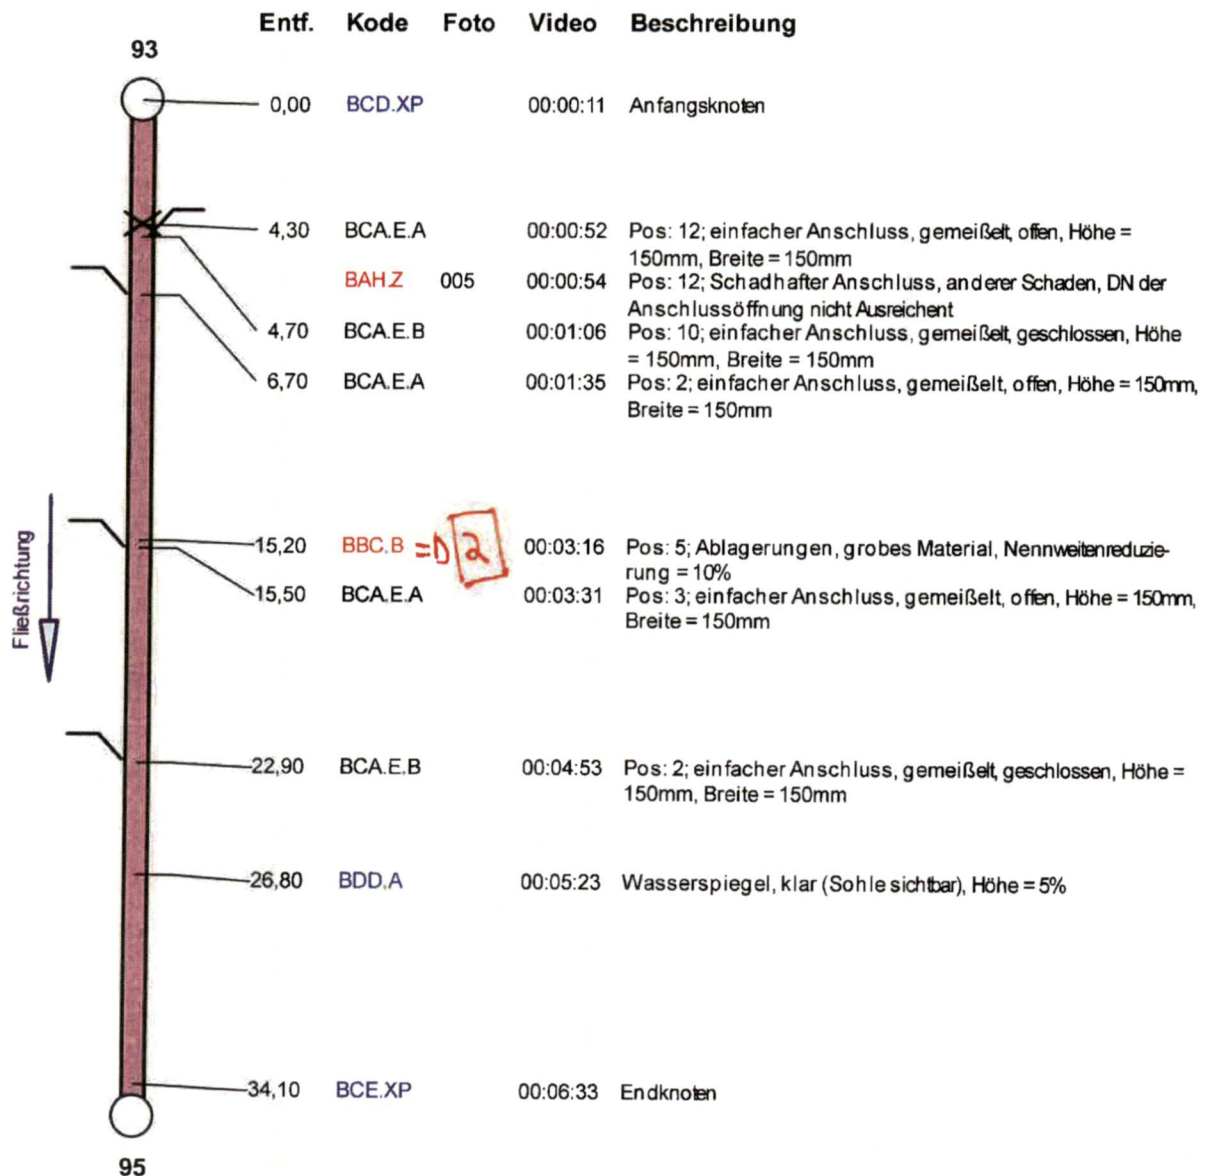 Entf. Kode Foto Video Beschreibung
93
0,00 BCD.XP 00:00:11 Anfangsknoten
4,30 BCA.E.A 00:00:52 Pos: 12; einfacher Anschluss, gemeißelt, offen, Höhe =
150mm, Breite = 150mm
BAH.Z 005 00:00:54 Pos: 12; Schadhafter Anschluss, anderer Schaden, DN der
Anschlussöffnung nicht Ausreichent
4,70 BCA.E.B 00:01:06 Pos: 10; einfacher Anschluss, gemeißelt, geschlossen, Höhe
= 150mm, Breite = 150mm
6,70 BCA.E.A 00:01:35 Pos: 2; einfacher Anschluss, gemeißelt, offen, Höhe = 150mm,
Breite = 150mm
Fließrichtung
15,20 BBC.B =D 2 00:03:16 Pos: 5; Ablagerungen, grobes Material, Nennweitenreduzie-
rung = 10%
15,50 BCA.E.A 00:03:31 Pos: 3; einfacher Anschluss, gemeißelt, offen, Höhe = 150mm,
Breite = 150mm
22,90 BCA.E.B 00:04:53 Pos: 2; einfacher Anschluss, gemeißelt, geschlossen, Höhe =
150mm, Breite = 150mm
26,80 BDD.A 00:05:23 Wasserspiegel, klar (Sohle sichtbar), Höhe = 5%
34,10 BCE.XP 00:06:33 Endknoten
95